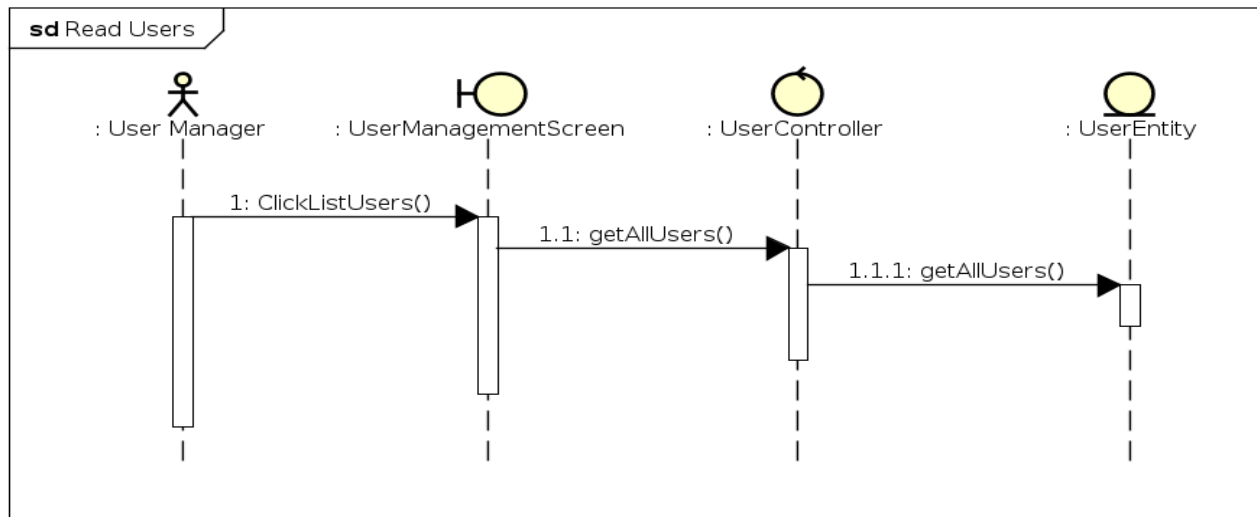 sd Read Users
: User Manager
: UserManagementScreen
: UserController
: UserEntity
1: ClickListUsers()
1.1: getAllUsers()
1.1.1: getAllUsers()